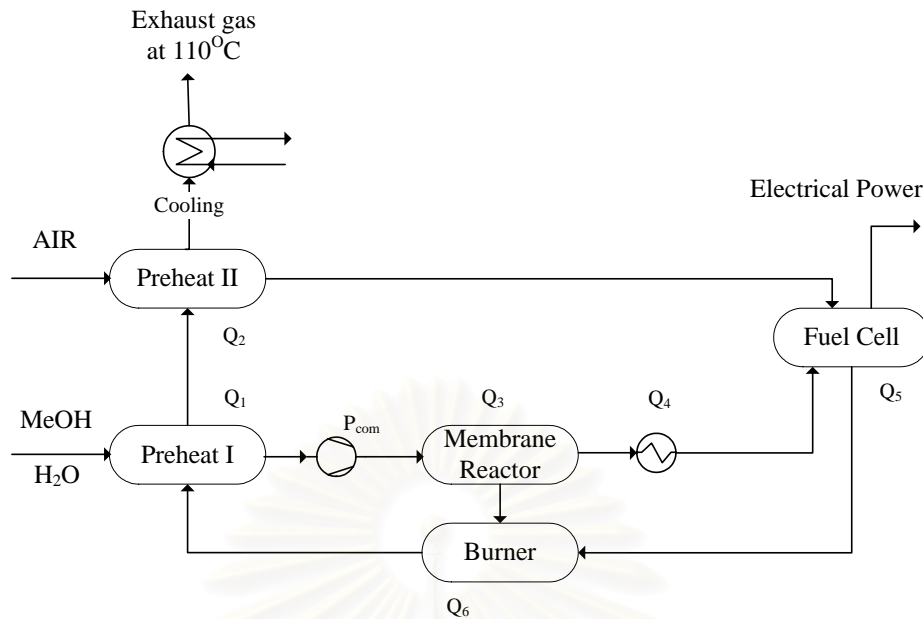 Exhaust gas
at 110°C
Cooling
Electrical Power
AIR
Preheat II
Fuel Cell
Q₂
Q₁
Q₃
Q₄
Q₅
MeOH
H₂O
Preheat I
P_com
Membrane
Reactor
Burner
Q₆